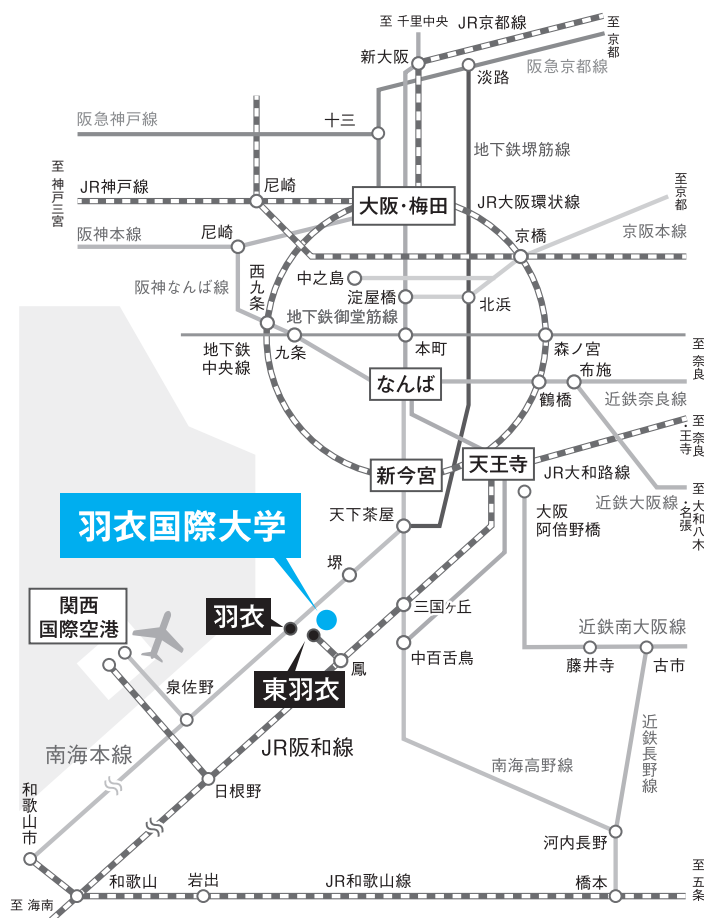 至 千里中央
JR京都線
至
京都
新大阪
淡路
阪急京都線
阪急神戸線
十三
地下鉄堺筋線
至
神戸三宮
JR神戸線
尼崎
大阪・梅田
JR大阪環状線
至京都
阪神本線
尼崎
京橋
京阪本線
西九条
中之島
阪神なんば線
淀屋橋
北浜
地下鉄御堂筋線
地下鉄
中央線
九条
本町
森ノ宮
至
奈良
布施
なんば
鶴橋
近鉄奈良線
至
奈良
・王寺
新今宮
天王寺
JR大和路線
至
大和八木
・名張
近鉄大阪線
大阪
阿倍野橋
天下茶屋
羽衣国際大学
堺
関西
国際空港
羽衣
三国ヶ丘
近鉄南大阪線
東羽衣
鳳
中百舌鳥
藤井寺
古市
泉佐野
南海本線
JR阪和線
近鉄長野線
南海高野線
日根野
和歌山市
河内長野
和歌山
岩出
JR和歌山線
橋本
至
五条
至 海南